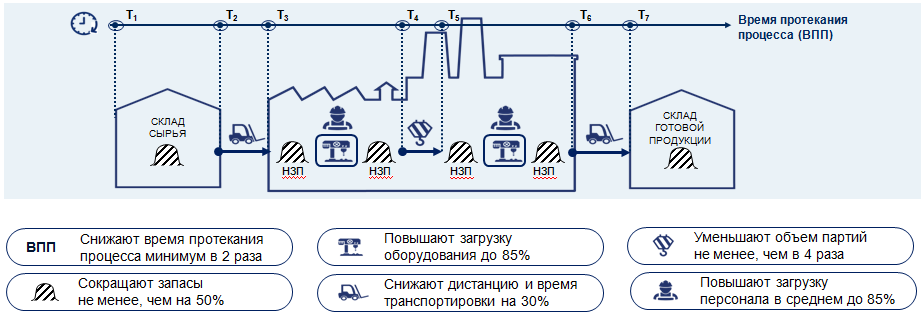 T1 T2 T3 T4 T5 T6 T7
Время протекания
процесса (ВПП)
СКЛАД
СЫРЬЯ
НЗП НЗП НЗП НЗП
СКЛАД
ГОТОВОЙ
ПРОДУКЦИИ
ВПП
Снижают время протекания
процесса минимум в 2 раза
Повышают загрузку
оборудования до 85%
Уменьшают объем партий
не менее, чем в 4 раза
Сокращают запасы
не менее, чем на 50%
Снижают дистанцию и время
транспортировки на 30%
Повышают загрузку
персонала в среднем до 85%